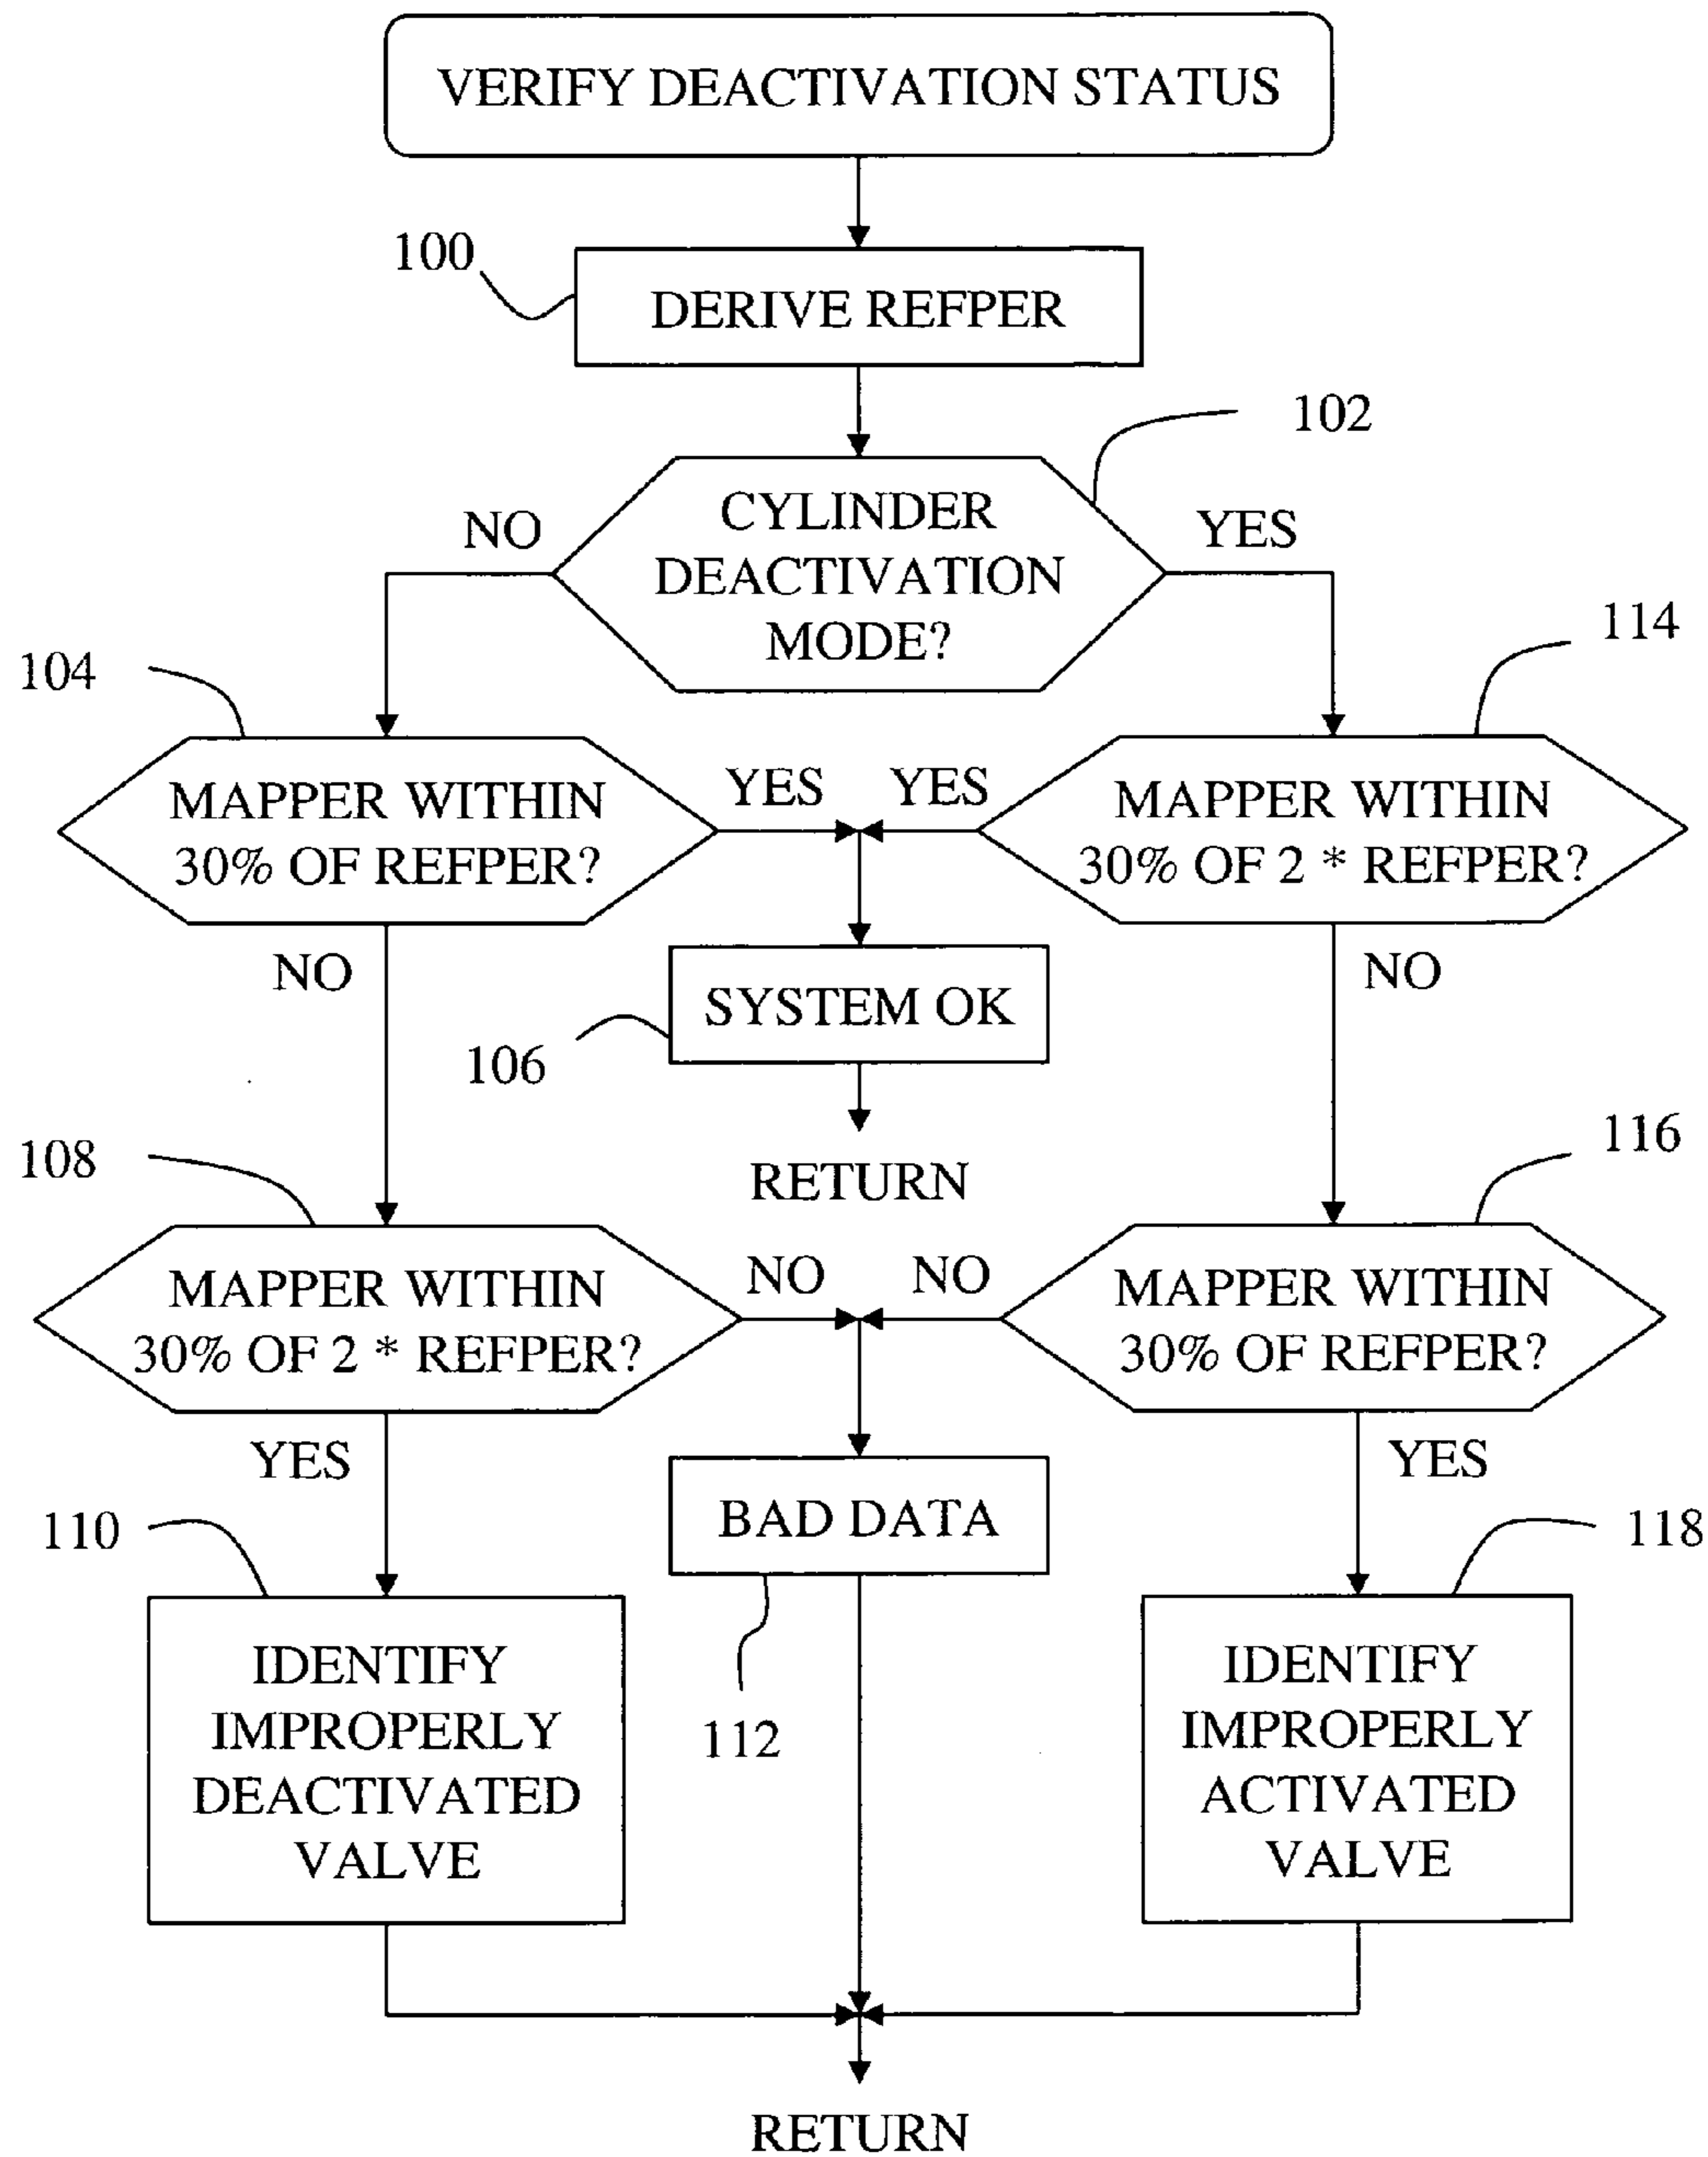 VERIFY DEACTIVATION STATUS
100
DERIVE REFPER
102
CYLINDER
DEACTIVATION
MODE?
NO
YES
104
114
MAPPER WITHIN
30% OF REFPER?
YES
YES
MAPPER WITHIN
30% OF 2 * REFPER?
NO
SYSTEM OK
NO
106
RETURN
108
116
MAPPER WITHIN
30% OF 2 * REFPER?
NO
NO
MAPPER WITHIN
30% OF REFPER?
YES
BAD DATA
YES
110
112
118
IDENTIFY
IMPROPERLY
DEACTIVATED
VALVE
IDENTIFY
IMPROPERLY
ACTIVATED
VALVE
RETURN